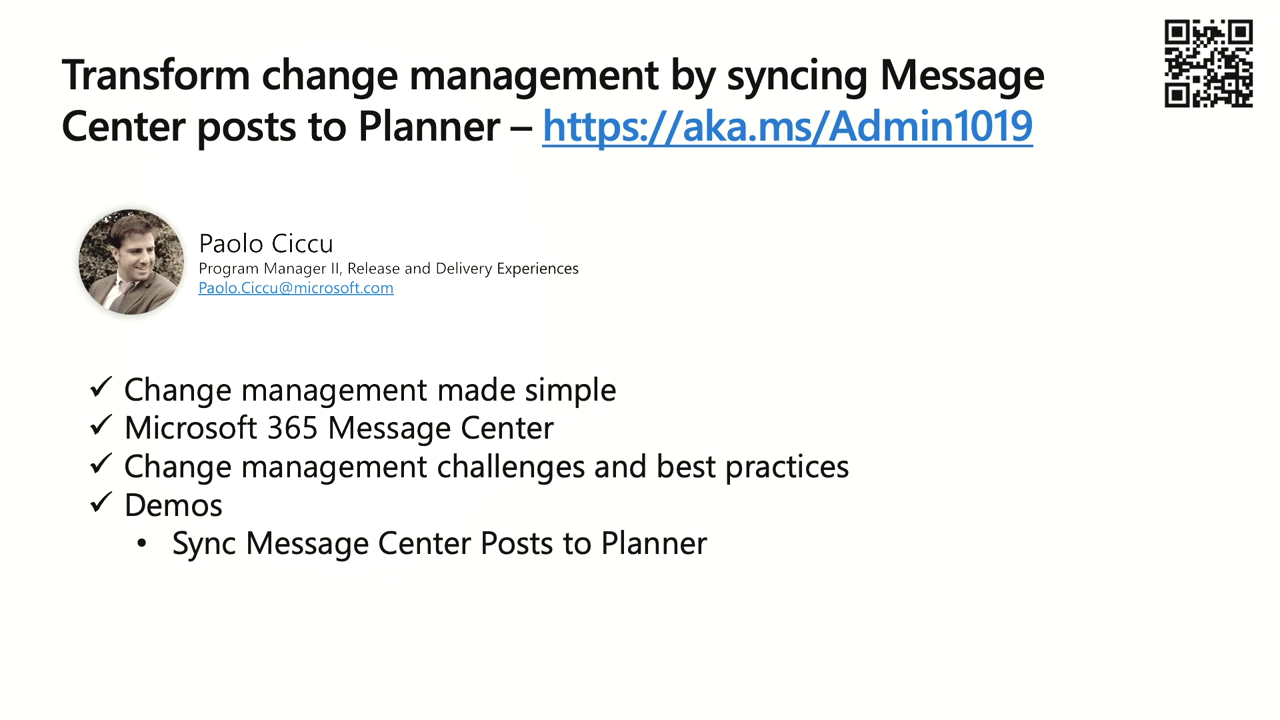 Transform change management by syncing Message
Center posts to Planner – https://aka.ms/Admin1019
Paolo Ciccu
Program Manager II, Release and Delivery Experiences
Paolo.Ciccu@microsoft.com
✓ Change management made simple
✓ Microsoft 365 Message Center
✓ Change management challenges and best practices
✓ Demos
• Sync Message Center Posts to Planner